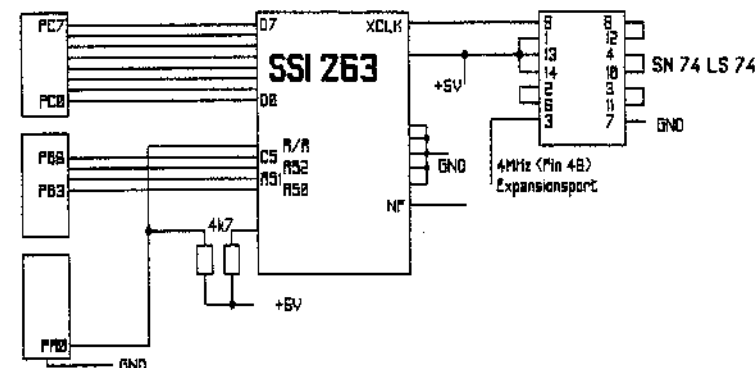 PC7
PC0
PB6
PB3
PA0
GND
D7
D0
XCLK
SSI 263
A/R
CS
RS2
RS1
RS0
NF
4k7
+5V
+5V
GND
9
1
13
14
2
6
3
8
12
4
10
3
11
7
SN 74 LS 74
GND
4MHz (Pin 48)
Expansionsport